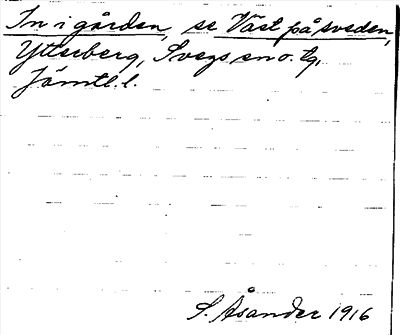 In i gården, se Väst på sveden,
Ytterberg, Svegs sn o. tg,
Jämtl. l.
S. Åsander 1916